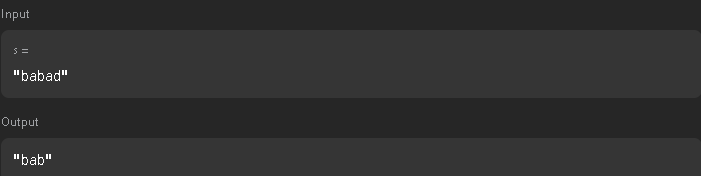 Input
s =
"babad"
Output
"bab"